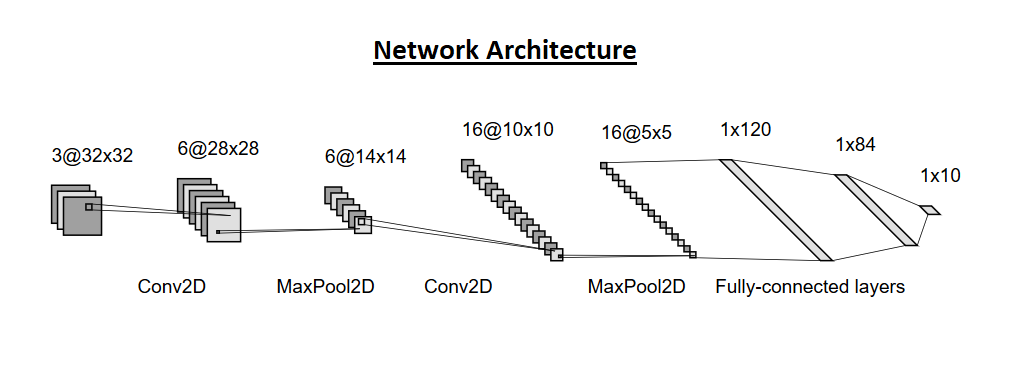 Network Architecture
3@32x32
6@28x28
6@14x14
16@10x10
16@5x5
1x120
1x84
1x10
Conv2D
MaxPool2D
Conv2D
MaxPool2D
Fully-connected layers